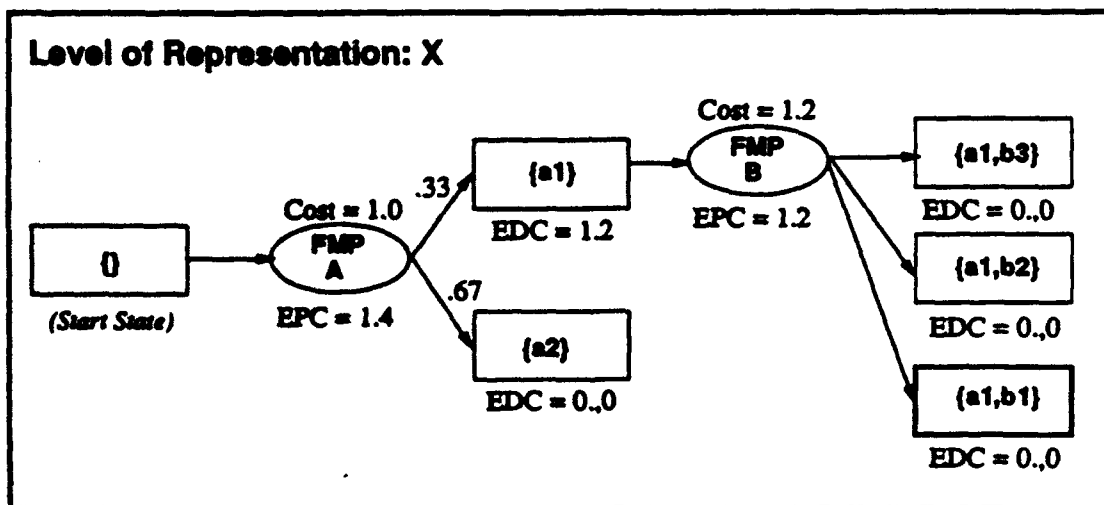 Level of Representation: X
{}
(Start State)
Cost = 1.0
FMP
A
EPC = 1.4
.33
.67
{a1}
EDC = 1.2
{a2}
EDC = 0.,0
Cost = 1.2
FMP
B
EPC = 1.2
{a1,b3}
EDC = 0.,0
{a1,b2}
EDC = 0.,0
{a1,b1}
EDC = 0.,0